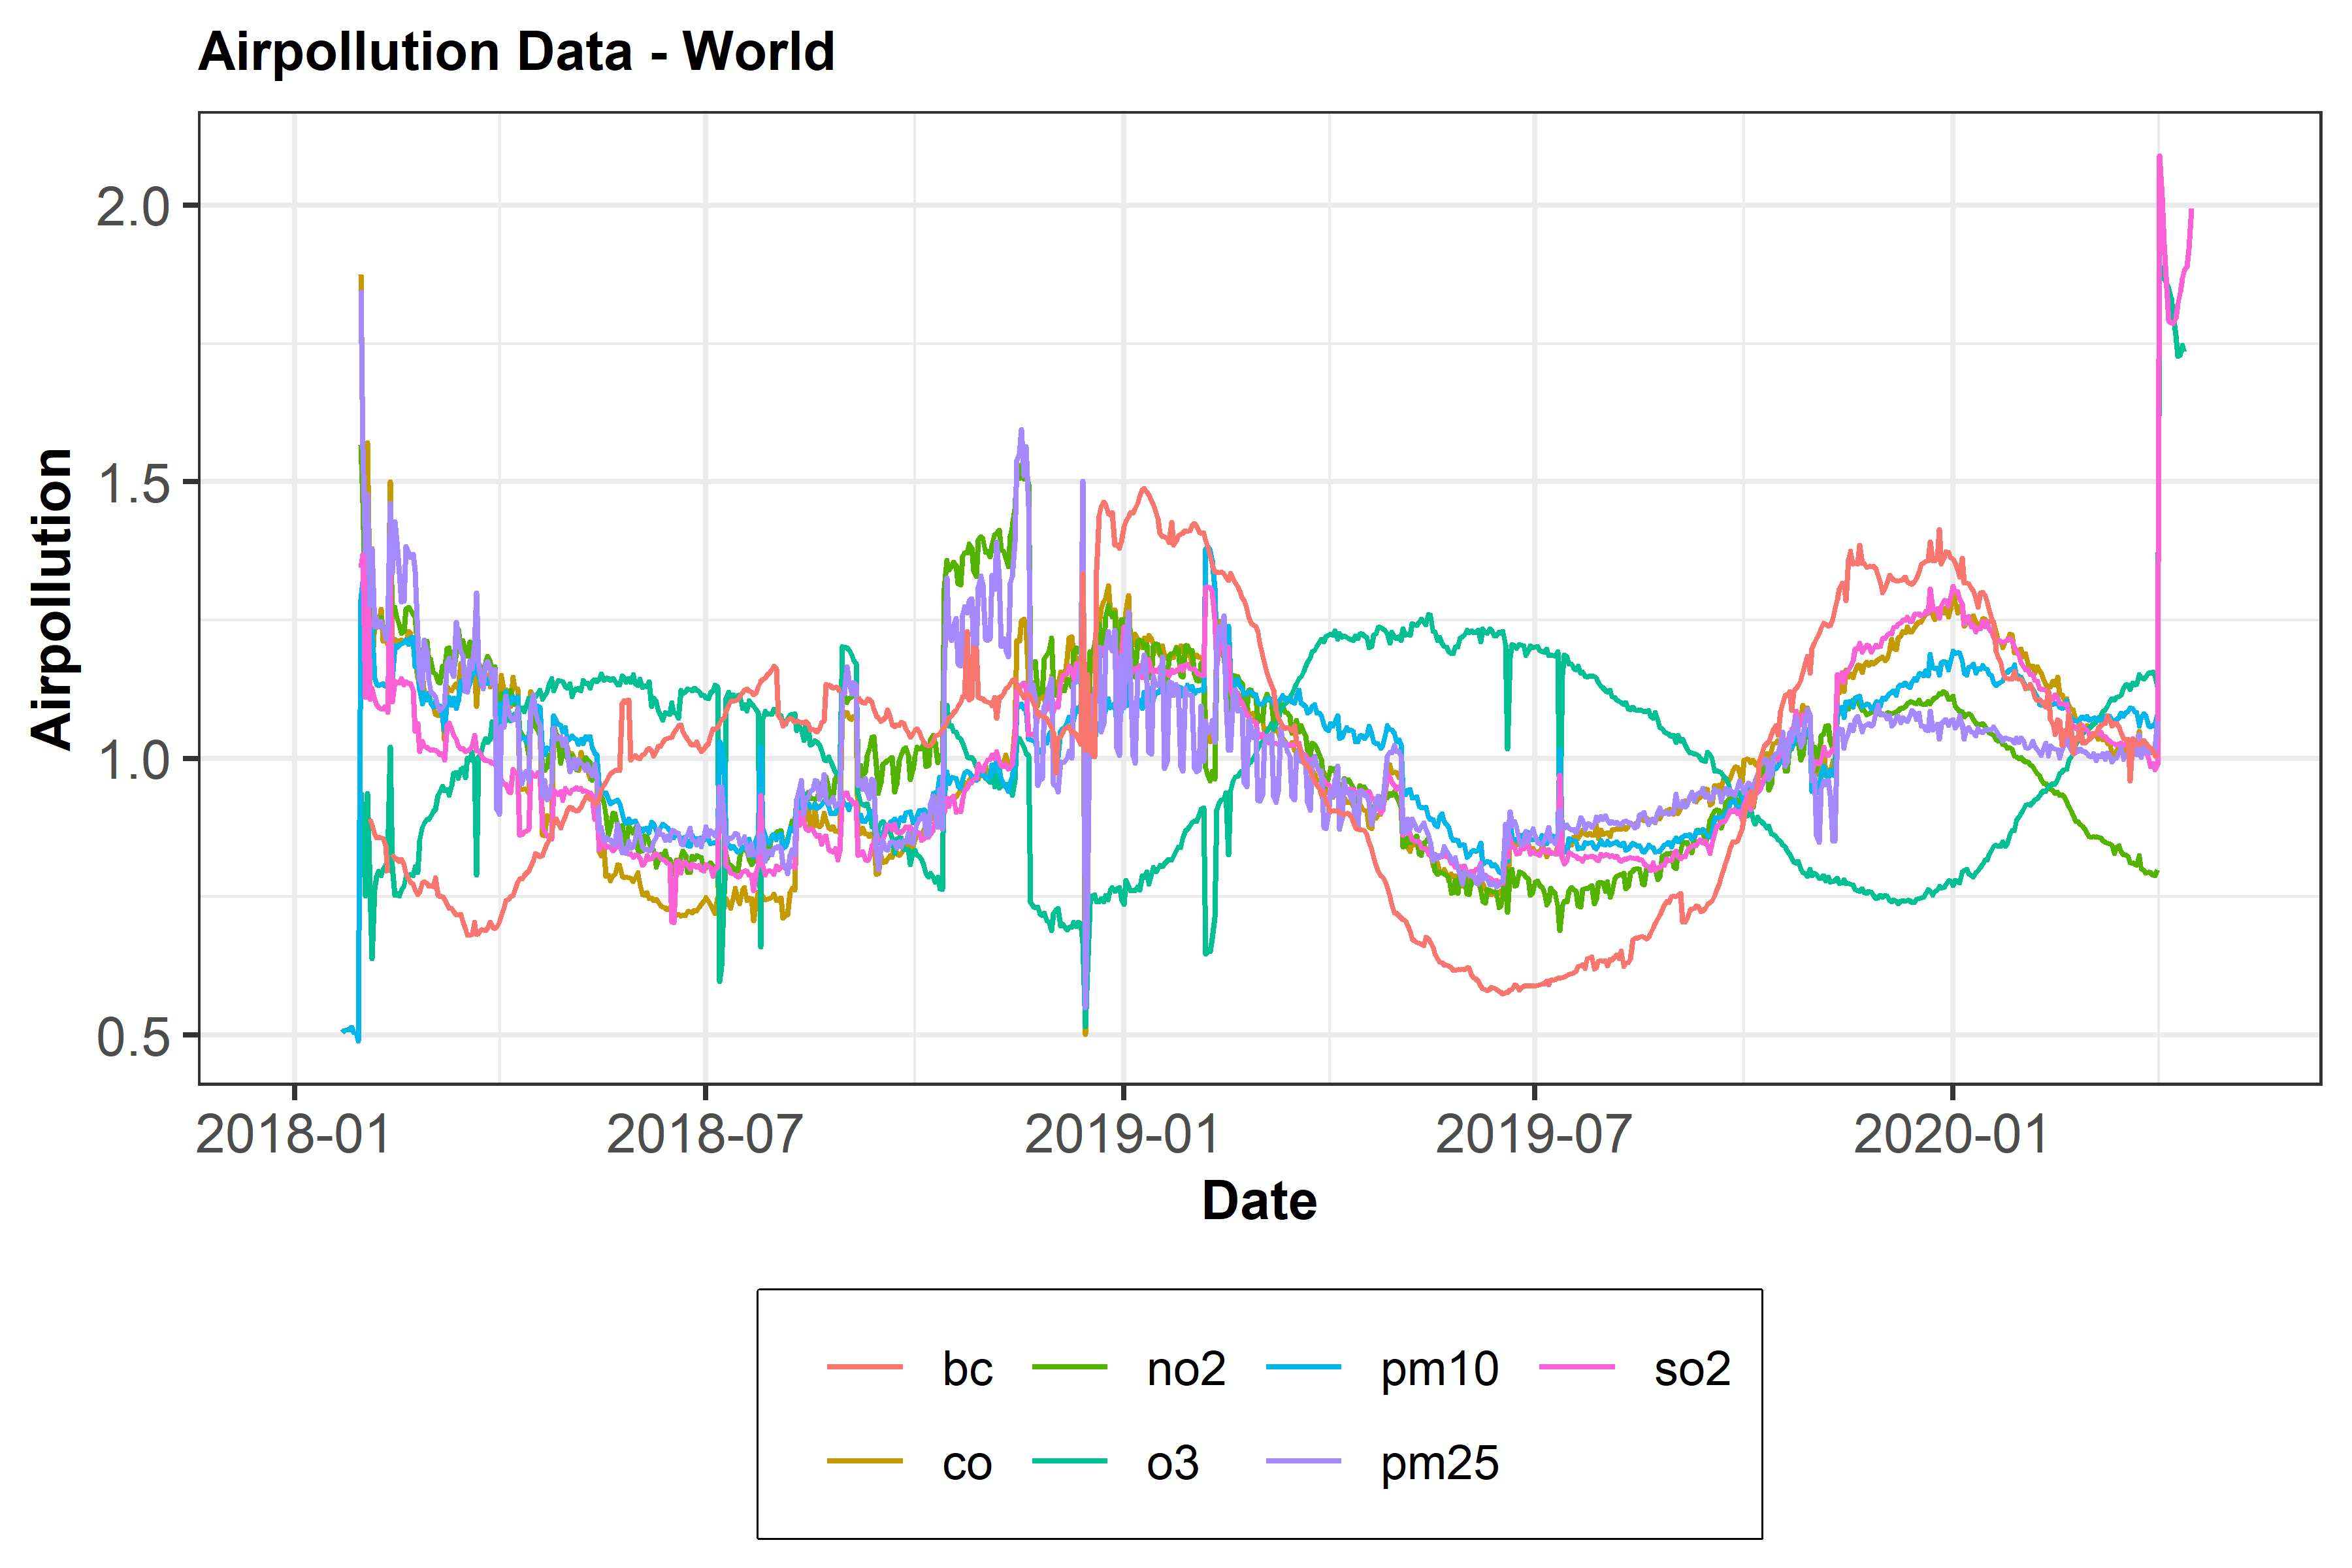 Airpollution Data - World
Airpollution
2.0
1.5
1.0
0.5
2018-01 2018-07 2019-01 2019-07 2020-01
Date
bc no2 pm10 so2
co o3 pm25